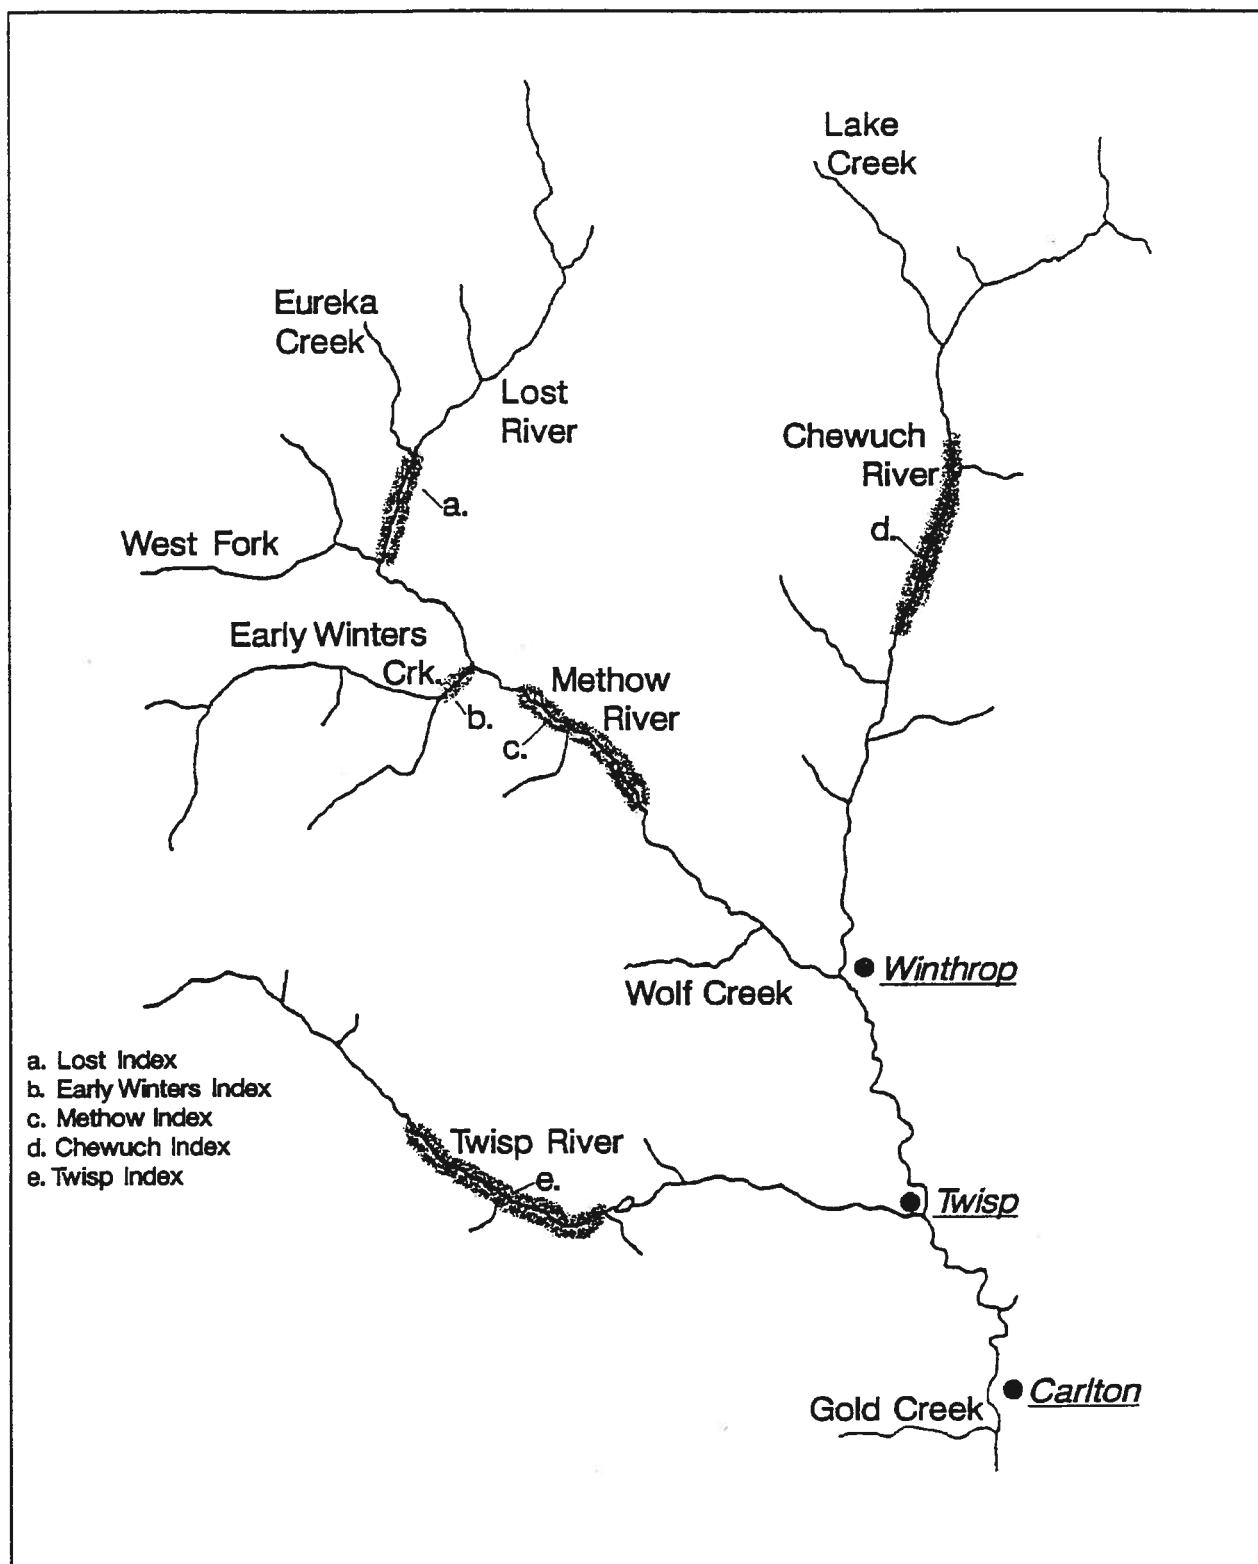 Lake
Creek
Eureka
Creek
Lost
River
Chewuch
River
a.
d.
West Fork
Early Winters
Crk.
b.
Methow
River
c.
Winthrop
Wolf Creek
a. Lost Index
b. Early Winters Index
c. Methow Index
d. Chewuch Index
e. Twisp Index
Twisp River
e.
Twisp
Carlton
Gold Creek